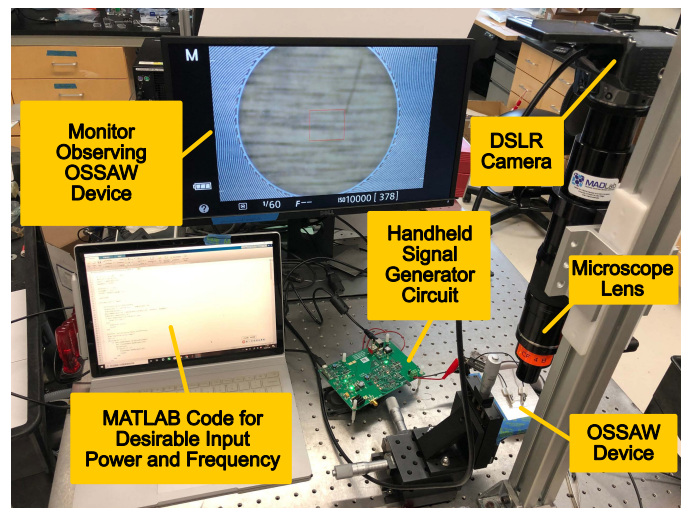 M
Monitor
Observing
OSSAW
Device
DSLR
Camera
1/60 F-- ISO 10000 [ 378]
Handheld
Signal
Generator
Circuit
Microscope
Lens
MATLAB Code for
Desirable Input
Power and Frequency
OSSAW
Device